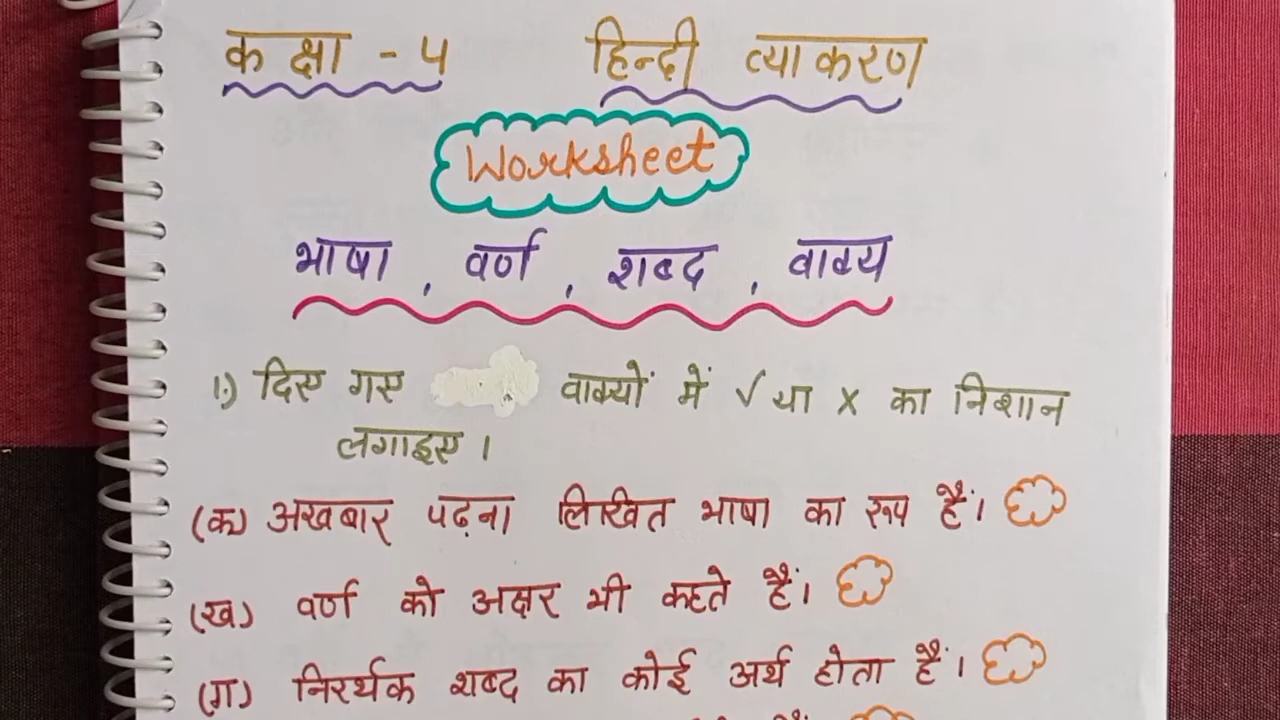 कक्षा - 4 हिन्दी व्याकरण
Worksheet
भाषा , वर्ण , शब्द , वाक्य
1.) दिए गए वाक्यों में √ या x का निशान
लगाइए ।
(क) अखबार पढ़ना लिखित भाषा का रूप हैं।
(ख) वर्ण को अक्षर भी कहते हैं।
(ग) निरर्थक शब्द का कोई अर्थ होता हैं ।